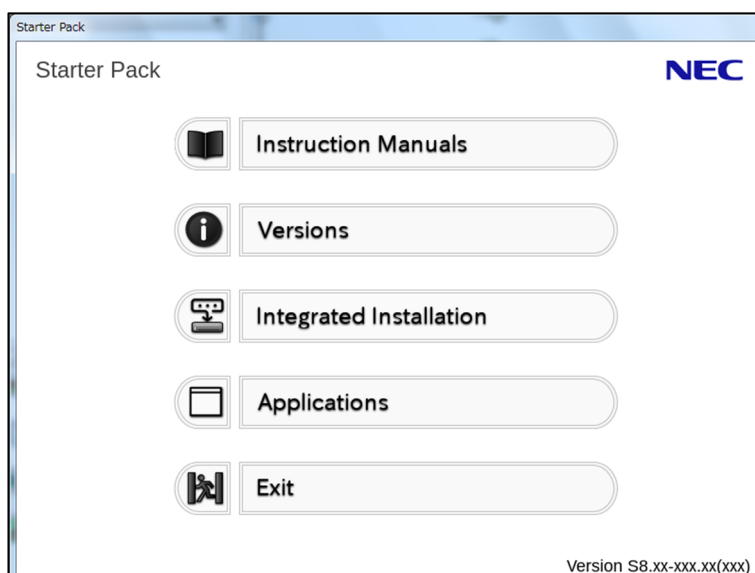 Starter Pack
Starter Pack
NEC
Instruction Manuals
Versions
Integrated Installation
Applications
Exit
Version S8.xx-xxx.xx(xxx)